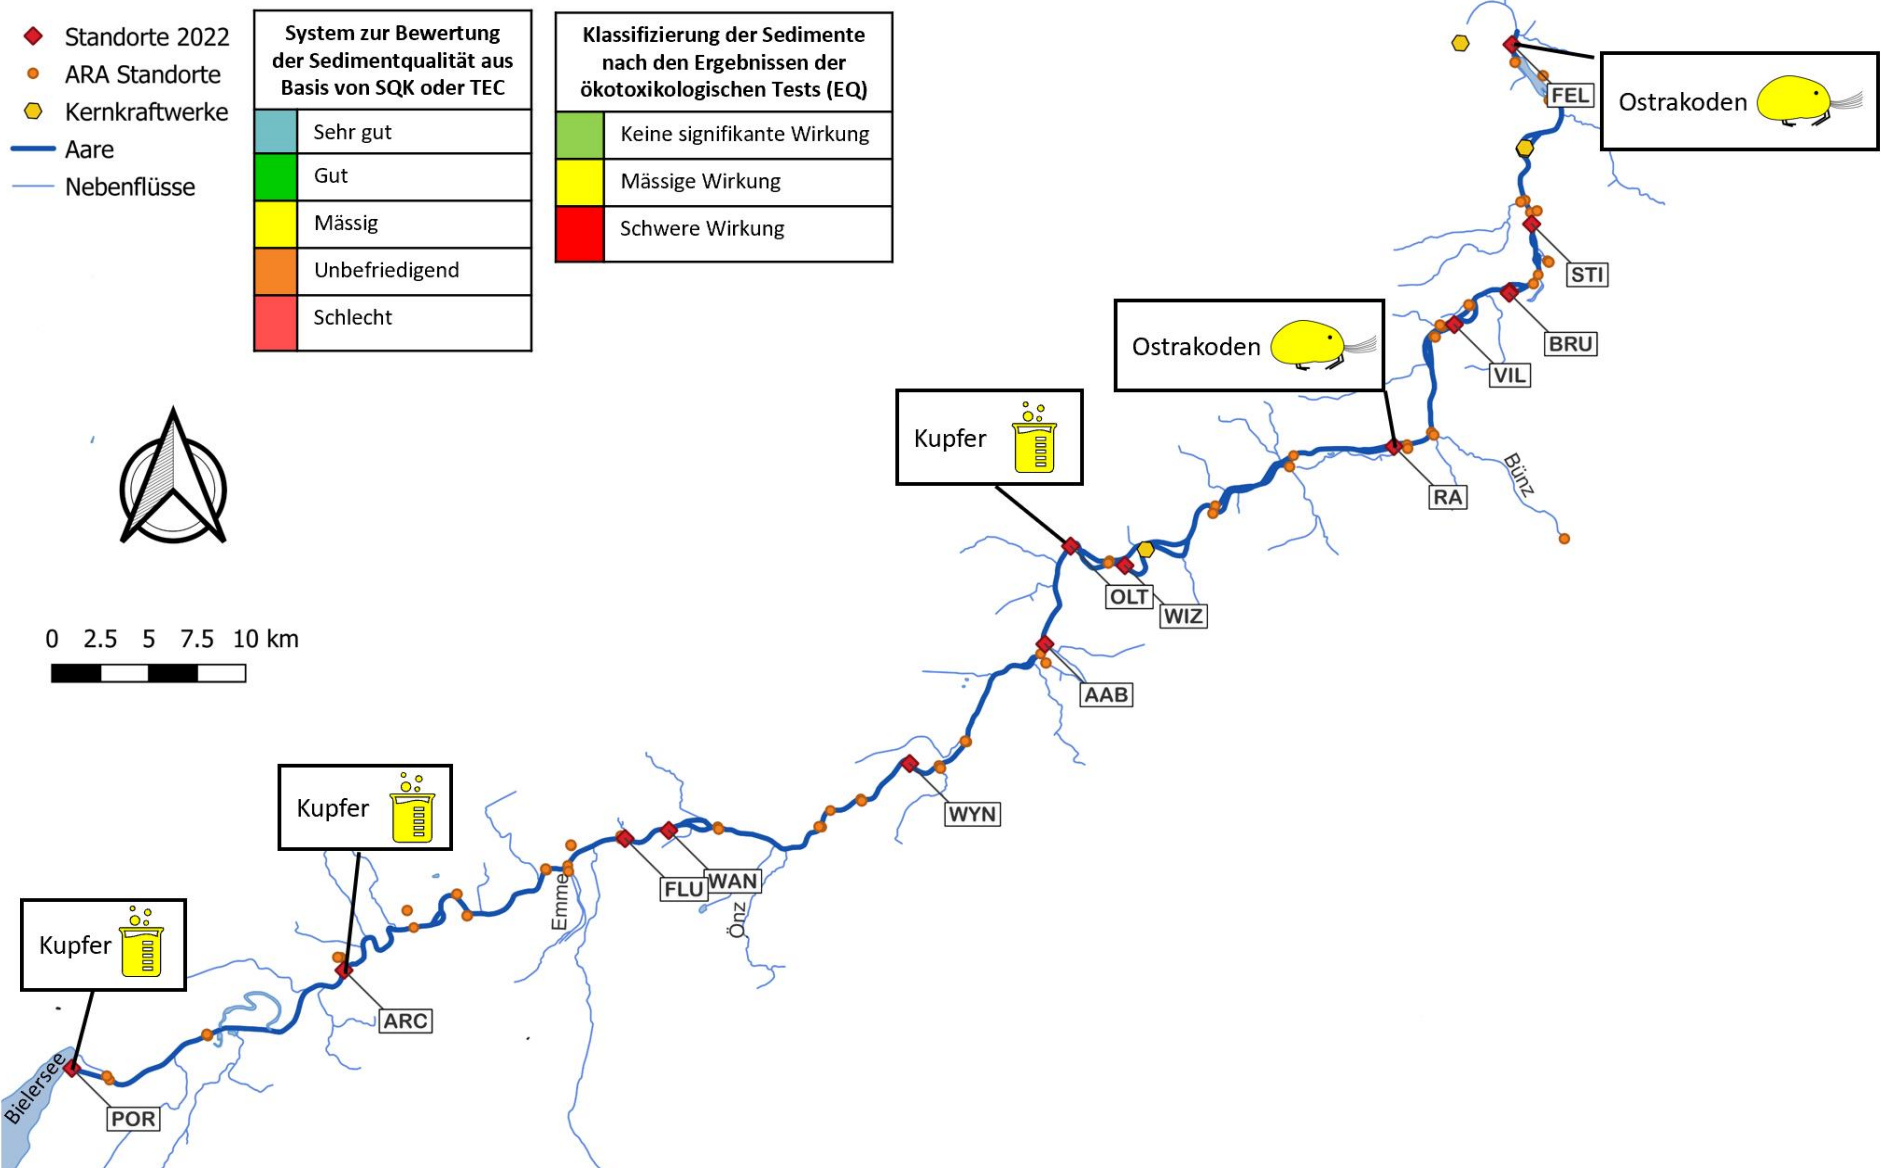 Standorte 2022
ARA Standorte
Kernkraftwerke
Aare
Nebenflüsse
System zur Bewertung
der Sedimentqualität aus
Basis von SQK oder TEC
Sehr gut
Gut
Mässig
Unbefriedigend
Schlecht
Klassifizierung der Sedimente
nach den Ergebnissen der
ökotoxikologischen Tests (EQ)
Keine signifikante Wirkung
Mässige Wirkung
Schwere Wirkung
Ostrakoden
FEL
STI
BRU
VIL
Ostrakoden
RA
Bünz
Kupfer
OLT
WIZ
AAB
0 2.5 5 7.5 10 km
WYN
Kupfer
FLU
WAN
Emme
Önz
Kupfer
ARC
Bielersee
POR